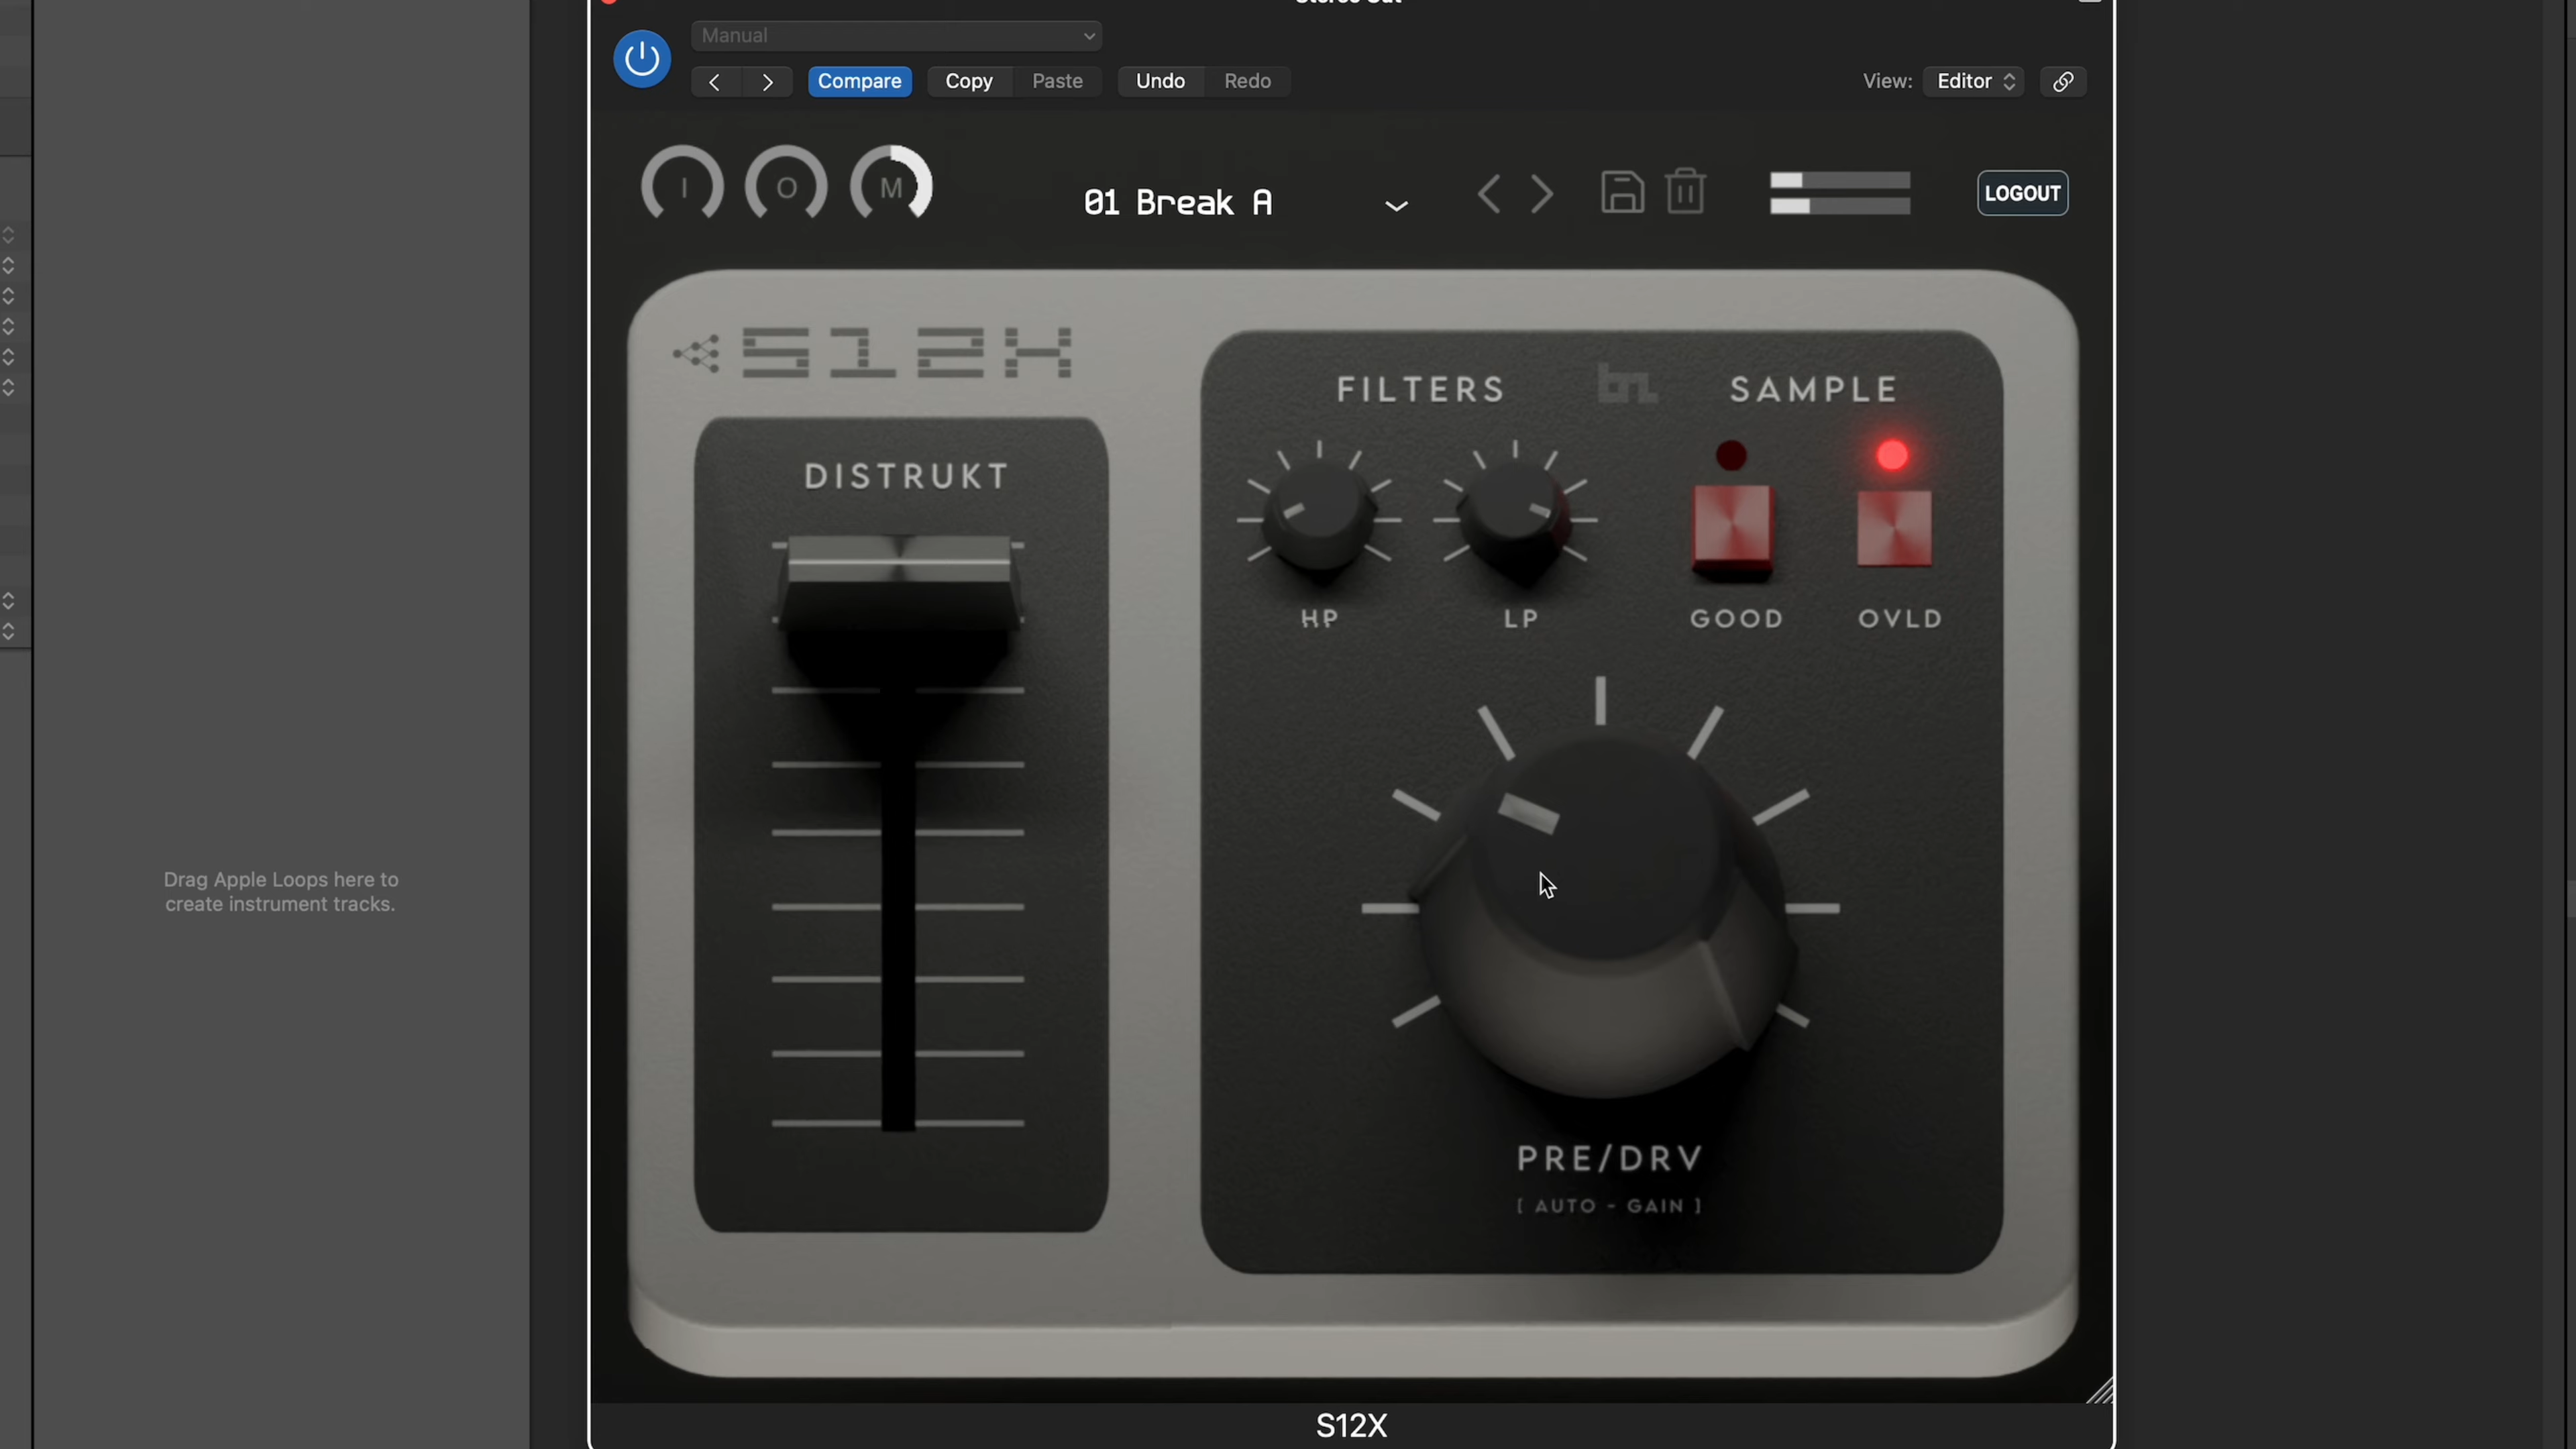 Manual
Compare Copy Paste Undo Redo
View: Editor
I O M
01 Break A
LOGOUT
S12X
FILTERS SAMPLE
DISTRUKT
HP LP GOOD OVLD
Drag Apple Loops here to
create instrument tracks.
PRE/DRV
[ AUTO - GAIN ]
S12X